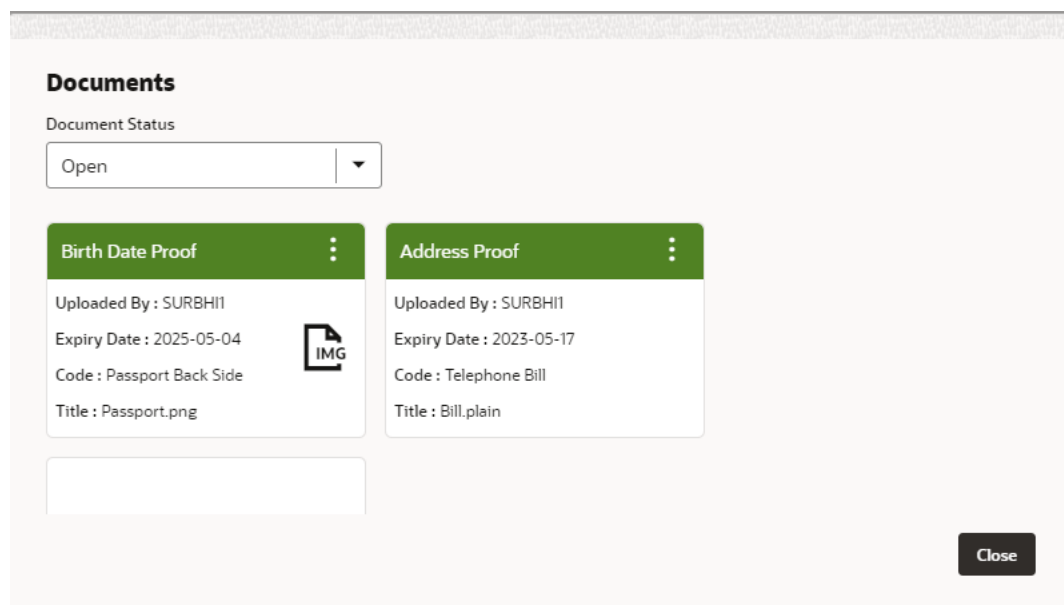 Documents
Document Status
Open
Birth Date Proof
Uploaded By : SURBHI1
Expiry Date : 2025-05-04
IMG
Code : Passport Back Side
Title : Passport.png
Address Proof
Uploaded By : SURBHI1
Expiry Date : 2023-05-17
Code : Telephone Bill
Title : Bill.plain
Close